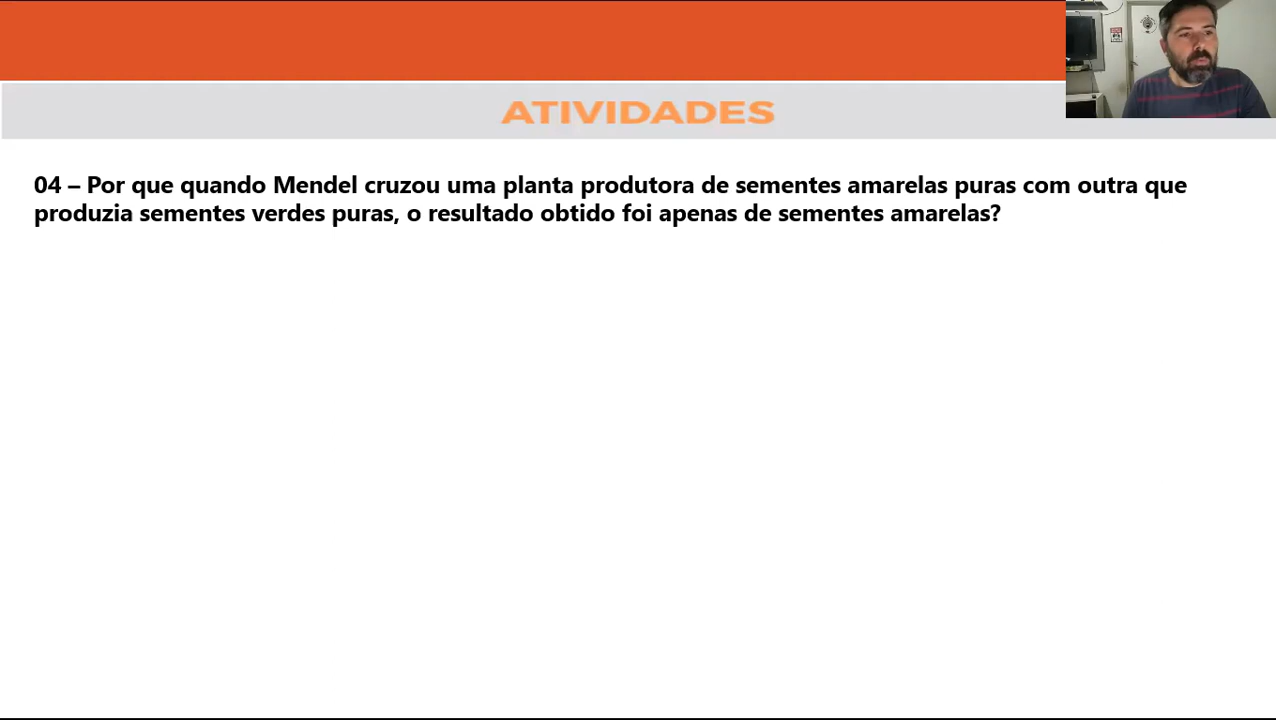 ATIVIDADES
04 – Por que quando Mendel cruzou uma planta produtora de sementes amarelas puras com outra que
produzia sementes verdes puras, o resultado obtido foi apenas de sementes amarelas?